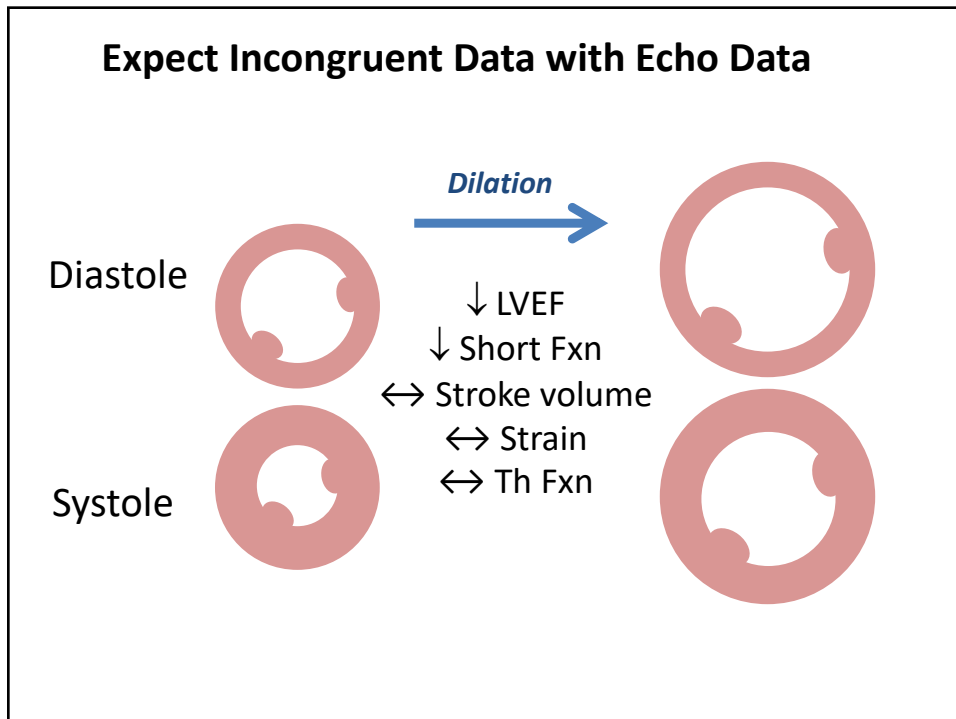 Expect Incongruent Data with Echo Data
Dilation
Diastole
↓ LVEF
↓ Short Fxn
↔ Stroke volume
↔ Strain
↔ Th Fxn
Systole